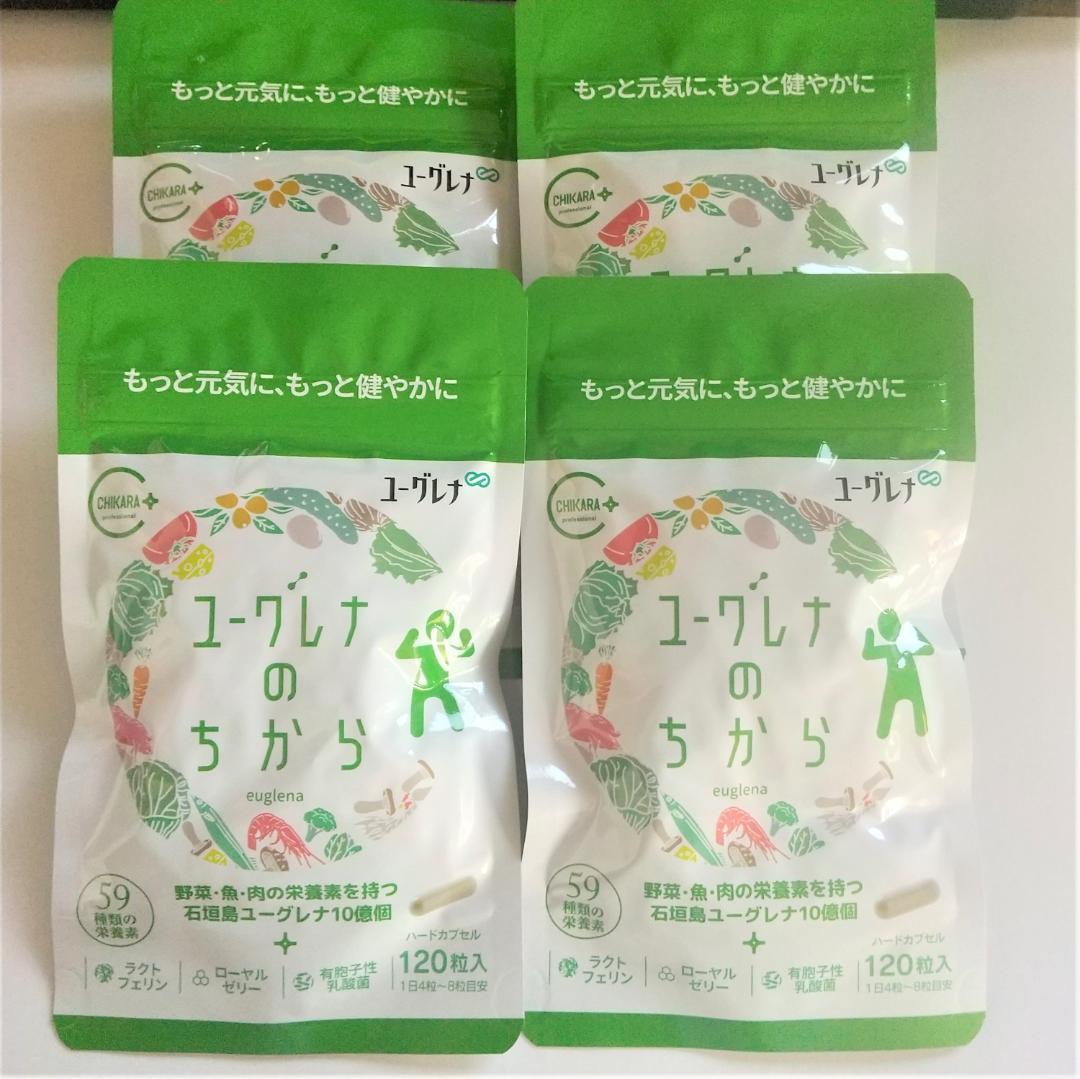 もっと元気に、もっと健やかに
CHIKARA
professional
ユーグレナ
もっと元気に、もっと健やかに
CHIKARA
professional
ユーグレナ
もっと元気に、もっと健やかに
CHIKARA
professional
ユーグレナ
ユーグレナ
の
ちから
euglena
59
種類の
栄養素
野菜・魚・肉の栄養素を持つ
石垣島ユーグレナ10億個
ラクト
フェリン
ローヤル
ゼリー
有胞子性
乳酸菌
ハードカプセル
120粒入
1日4粒～8粒目安
もっと元気に、もっと健やかに
CHIKARA
professional
ユーグレナ
ユーグレナ
の
ちから
euglena
59
種類の
栄養素
野菜・魚・肉の栄養素を持つ
石垣島ユーグレナ10億個
ラクト
フェリン
ローヤル
ゼリー
有胞子性
乳酸菌
ハードカプセル
120粒入
1日4粒～8粒目安